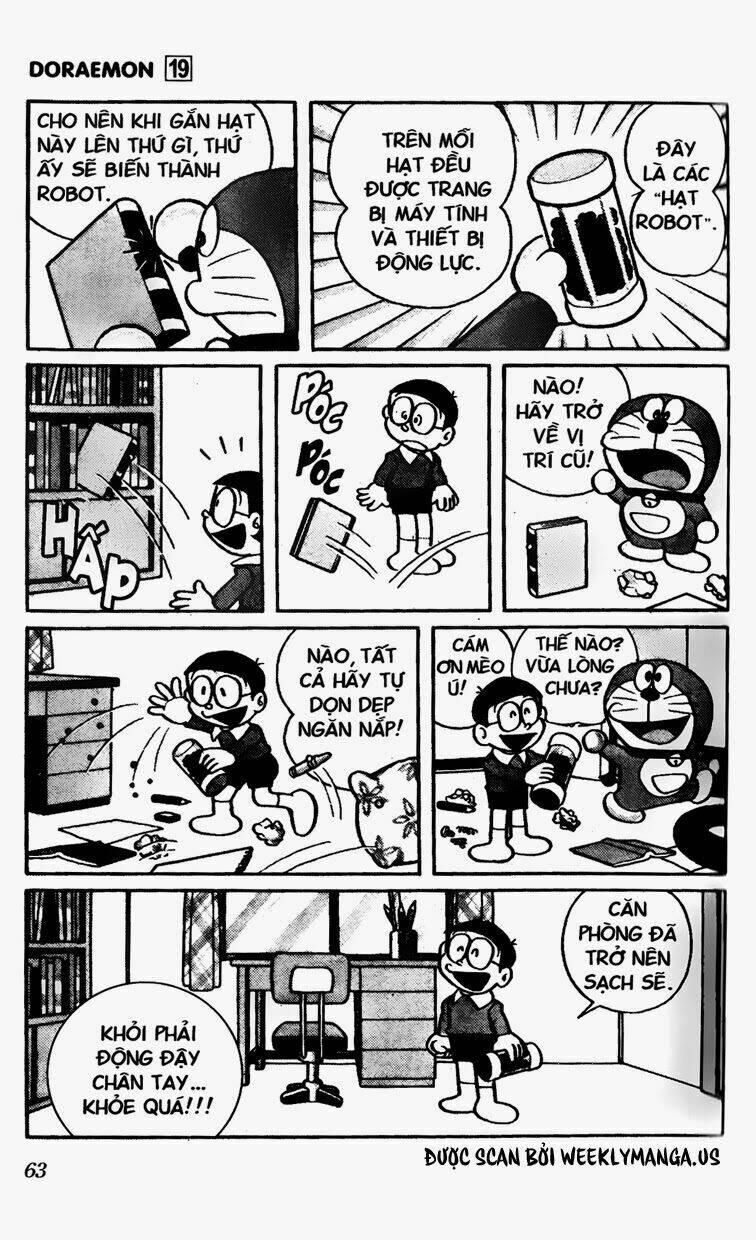 DORAEMON 19
ĐÂY
LÀ CÁC
“HẠT
ROBOT”.
TRÊN MỖI
HẠT ĐỀU
ĐƯỢC TRANG
BỊ MÁY TÍNH
VÀ THIẾT BỊ
ĐỘNG LỰC.
CHO NÊN KHI GẮN HẠT
NÀY LÊN THỨ GÌ, THỨ
ẤY SẼ BIẾN THÀNH
ROBOT.
NÀO!
HÃY TRỞ
VỀ VỊ
TRÍ CŨ!
PÓC
PÓC
HẤP
THẾ NÀO?
VỪA LÒNG
CHƯA?
CÁM
ƠN MÈO
Ú!
NÀO, TẤT
CẢ HÃY TỰ
DỌN DẸP
NGĂN NẮP!
CĂN
PHÒNG ĐÃ
TRỞ NÊN
SẠCH SẼ.
KHỎI PHẢI
ĐỘNG ĐẬY
CHÂN TAY...
KHỎE QUÁ!!!
63
ĐƯỢC SCAN BỞI WEEKLYMANGA.US